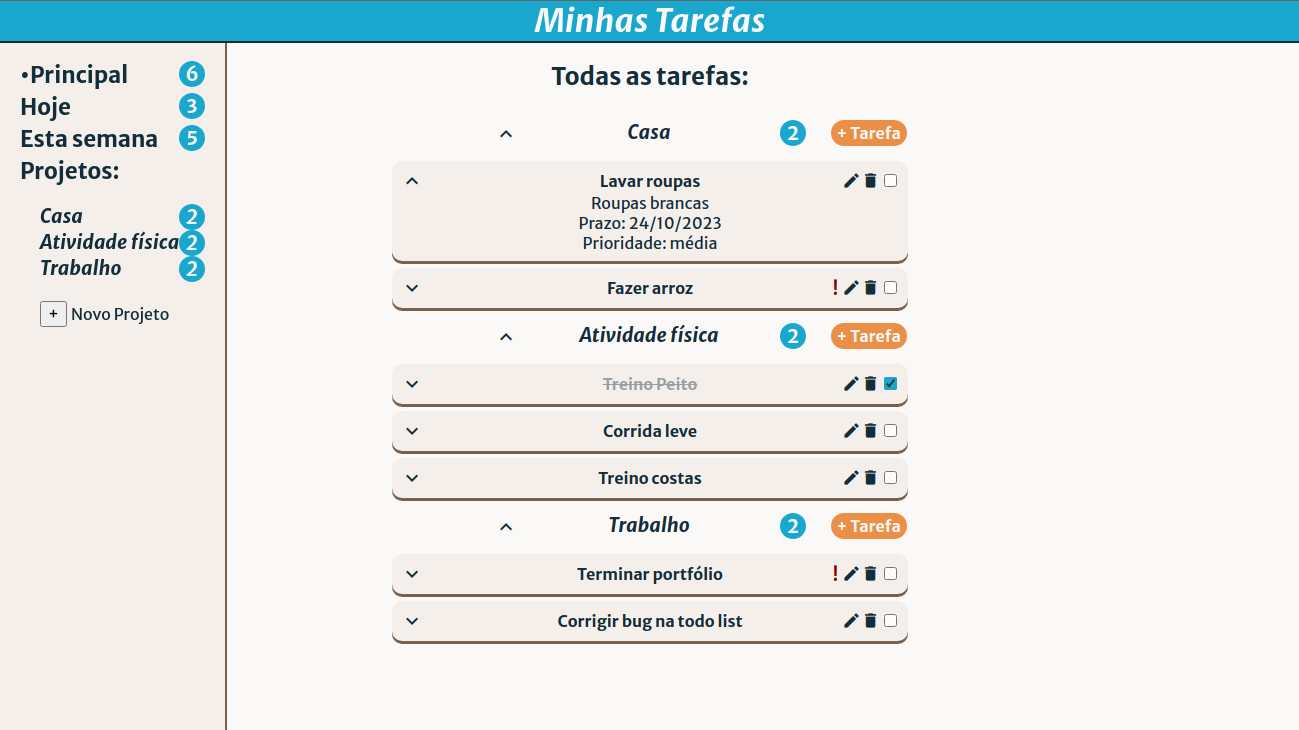 Minhas Tarefas
•Principal 6
Hoje 3
Esta semana 5
Projetos:
Casa 2
Atividade física 2
Trabalho 2
+ Novo Projeto
Todas as tarefas:
Casa 2 + Tarefa
Lavar roupas
Roupas brancas
Prazo: 24/10/2023
Prioridade: média
Fazer arroz !
Atividade física 2 + Tarefa
Treino Peito
Corrida leve
Treino costas
Trabalho 2 + Tarefa
Terminar portfólio !
Corrigir bug na todo list